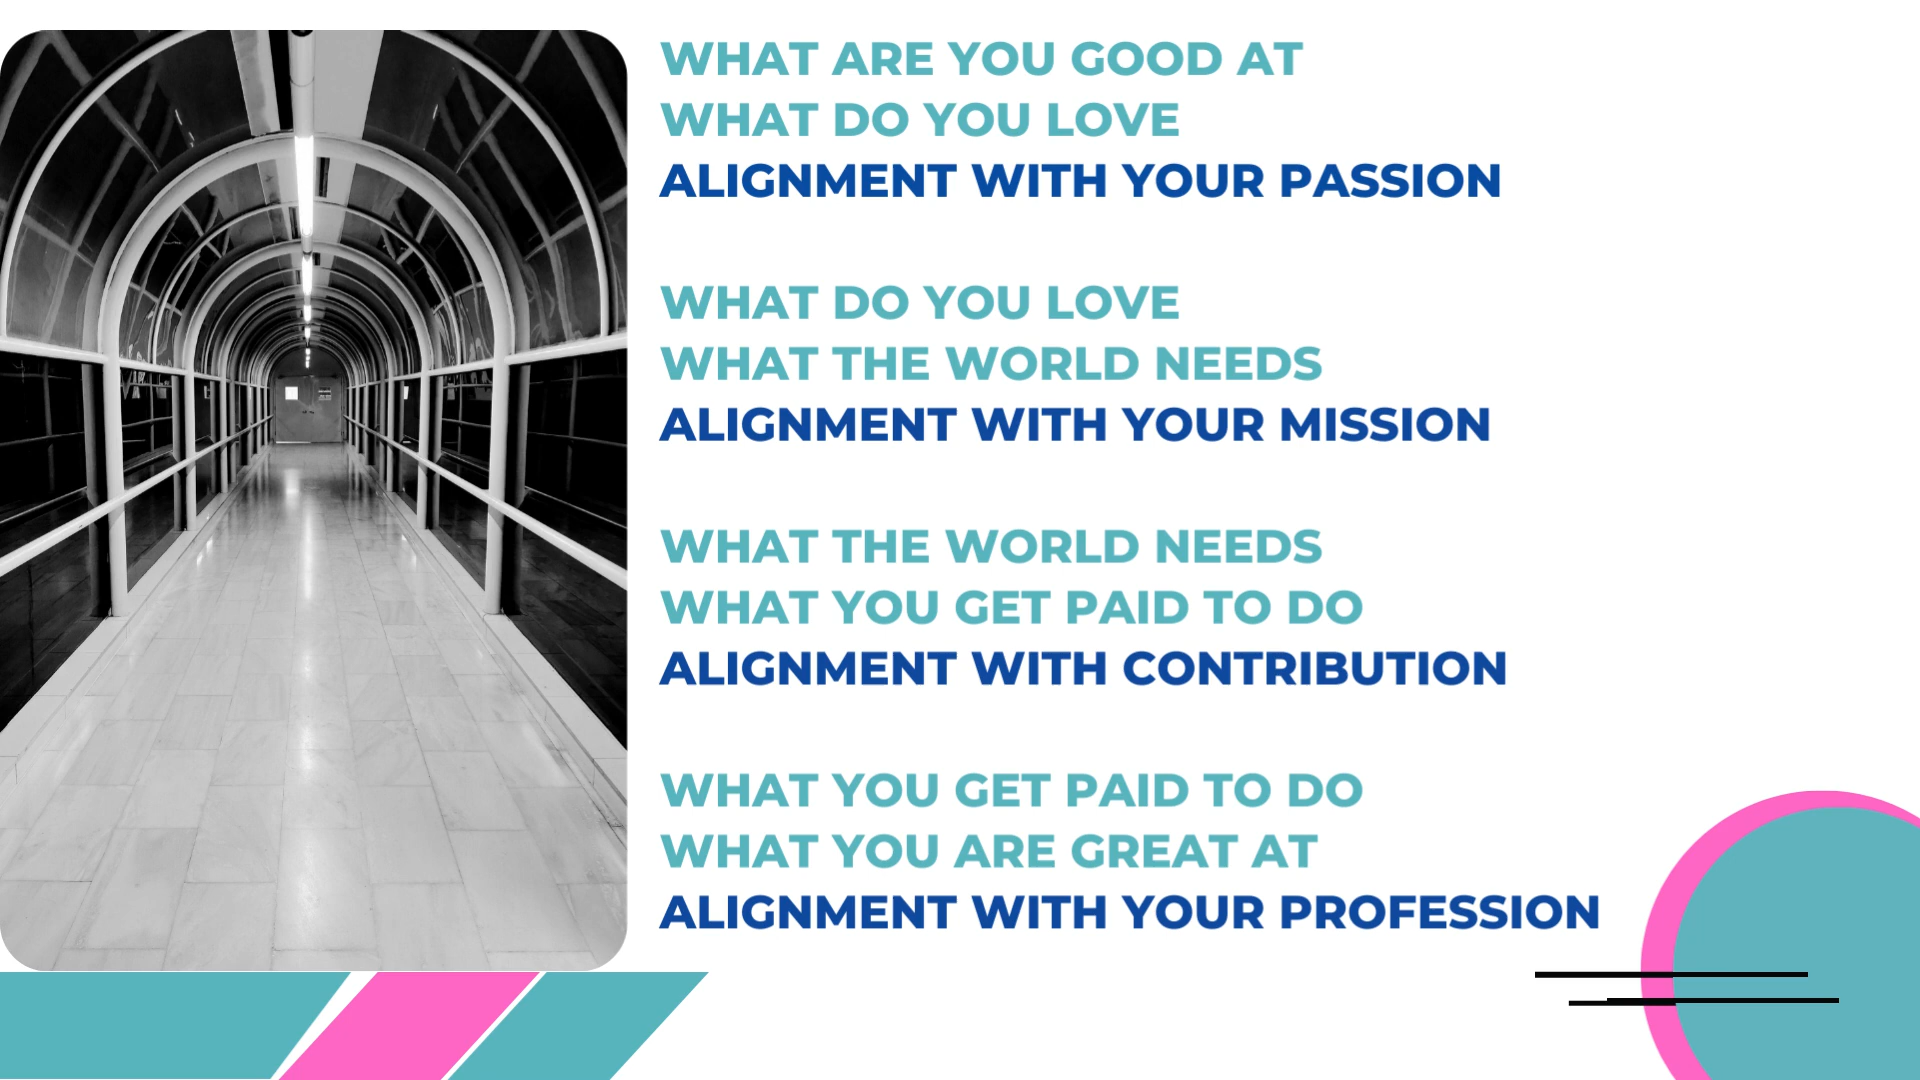 WHAT ARE YOU GOOD AT
WHAT DO YOU LOVE
ALIGNMENT WITH YOUR PASSION
WHAT DO YOU LOVE
WHAT THE WORLD NEEDS
ALIGNMENT WITH YOUR MISSION
WHAT THE WORLD NEEDS
WHAT YOU GET PAID TO DO
ALIGNMENT WITH CONTRIBUTION
WHAT YOU GET PAID TO DO
WHAT YOU ARE GREAT AT
ALIGNMENT WITH YOUR PROFESSION